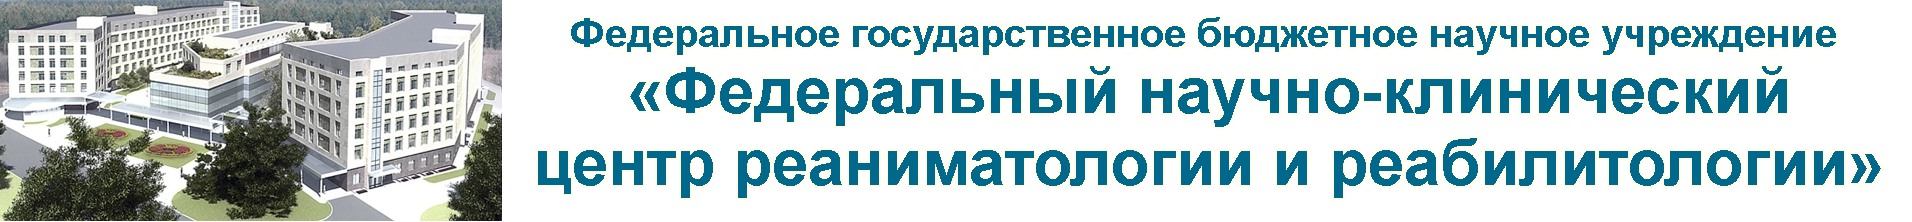 Федеральное государственное бюджетное научное учреждение
«Федеральный научно-клинический
центр реаниматологии и реабилитологии»